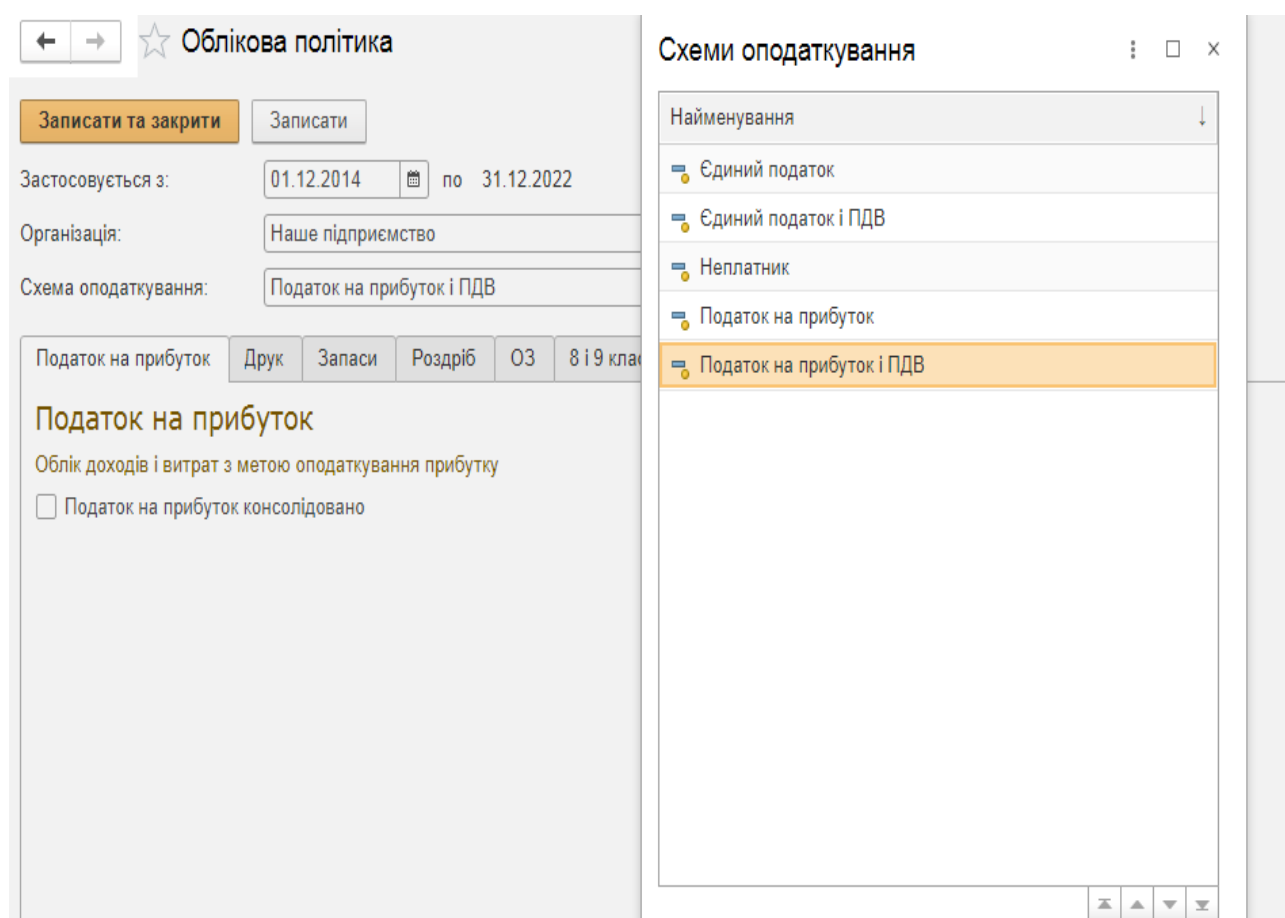 Облікова політика
Записати та закрити
Записати
Застосовується з:
01.12.2014
по 31.12.2022
Організація:
Наше підприємство
Схема оподаткування:
Податок на прибуток і ПДВ
Податок на прибуток
Друк
Запаси
Роздріб
ОЗ
8 і 9 клас
Податок на прибуток
Облік доходів і витрат з метою оподаткування прибутку
Податок на прибуток консолідовано
Схеми оподаткування
Найменування
Єдиний податок
Єдиний податок і ПДВ
Неплатник
Податок на прибуток
Податок на прибуток і ПДВ